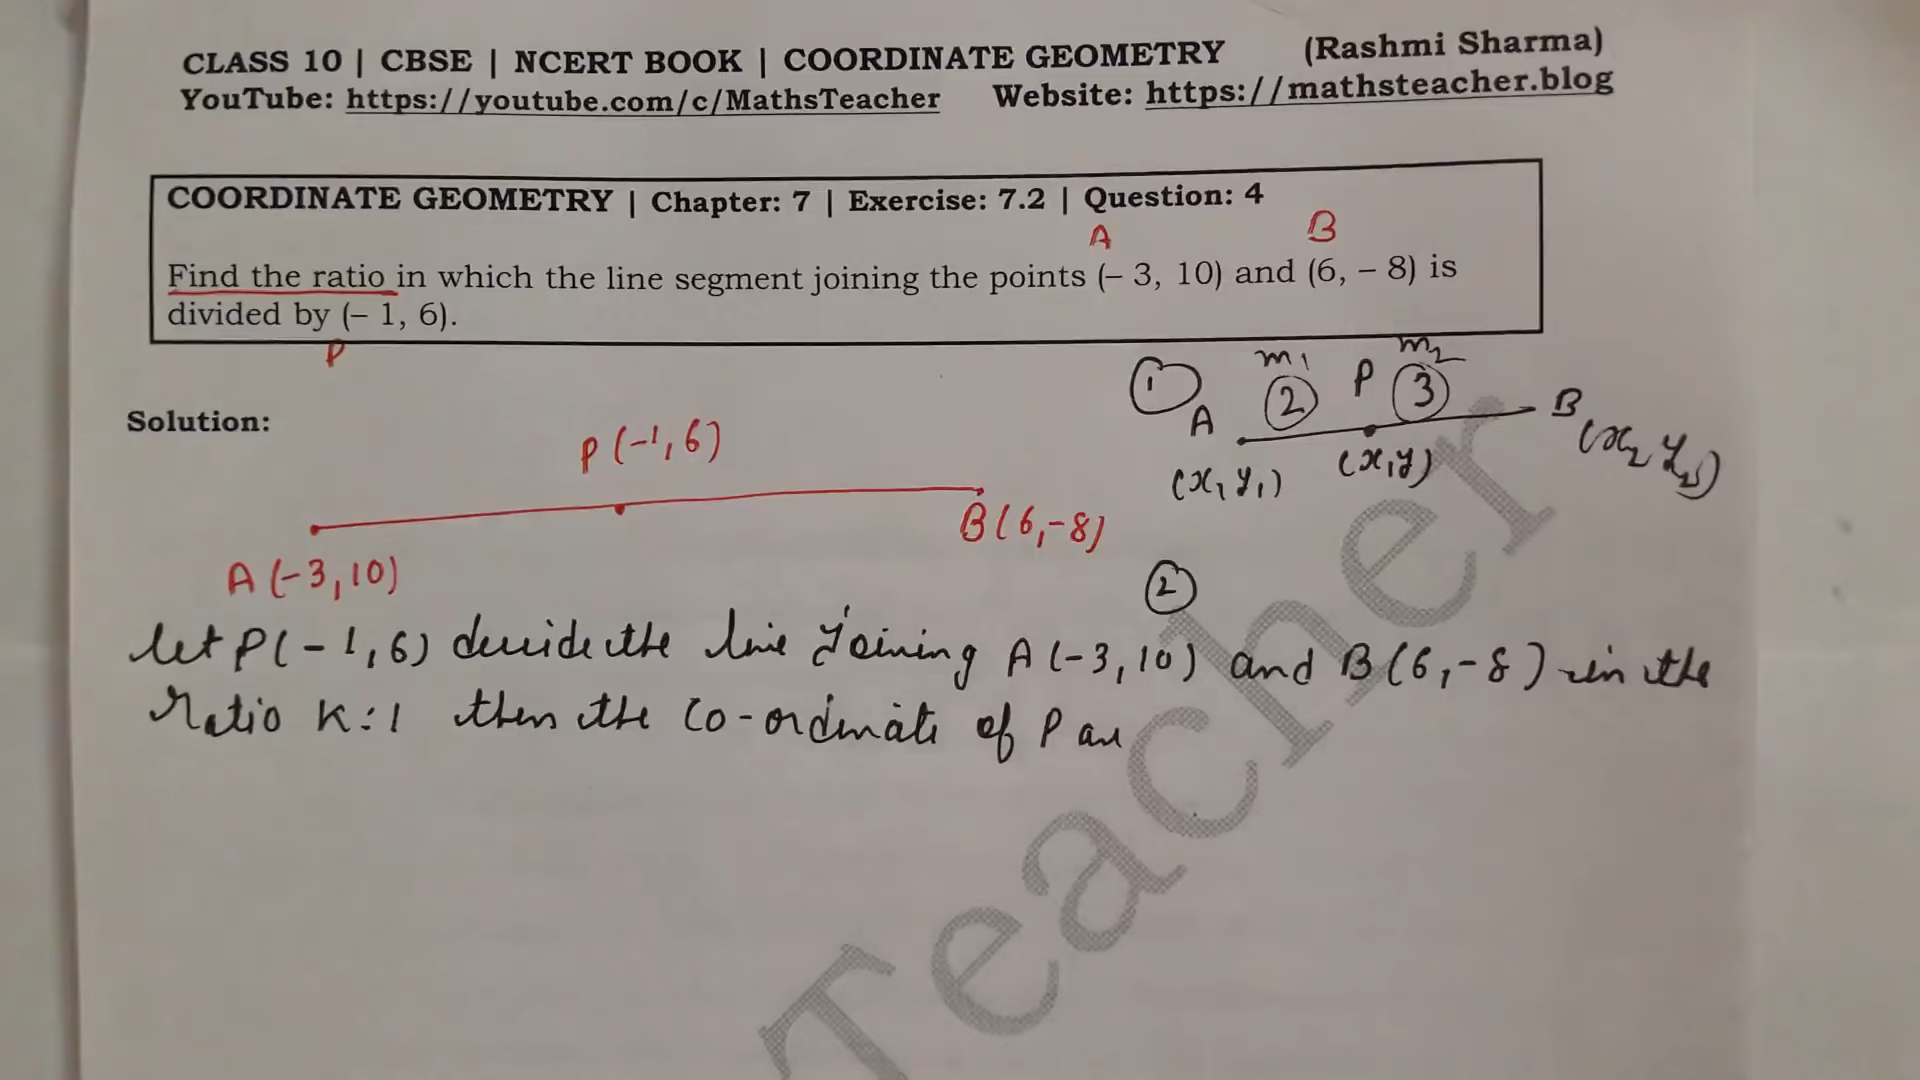 CLASS 10 | CBSE | NCERT BOOK | COORDINATE GEOMETRY (Rashmi Sharma)
YouTube: https://youtube.com/c/MathsTeacher Website: https://mathsteacher.blog
COORDINATE GEOMETRY | Chapter: 7 | Exercise: 7.2 | Question: 4
A B
Find the ratio in which the line segment joining the points (– 3, 10) and (6, – 8) is
divided by (– 1, 6).
P
m1 m2
1 A 2 P 3 B
(x1 y1) (x,y) (x2 y2)
Solution:
P(-1,6)
A(-3,10) B(6,-8)
2
Let P(-1,6) devide the line joining A(-3,10) and B(6,-8) in the
Ratio K:1 then the Co-ordinate of P are
Teacher